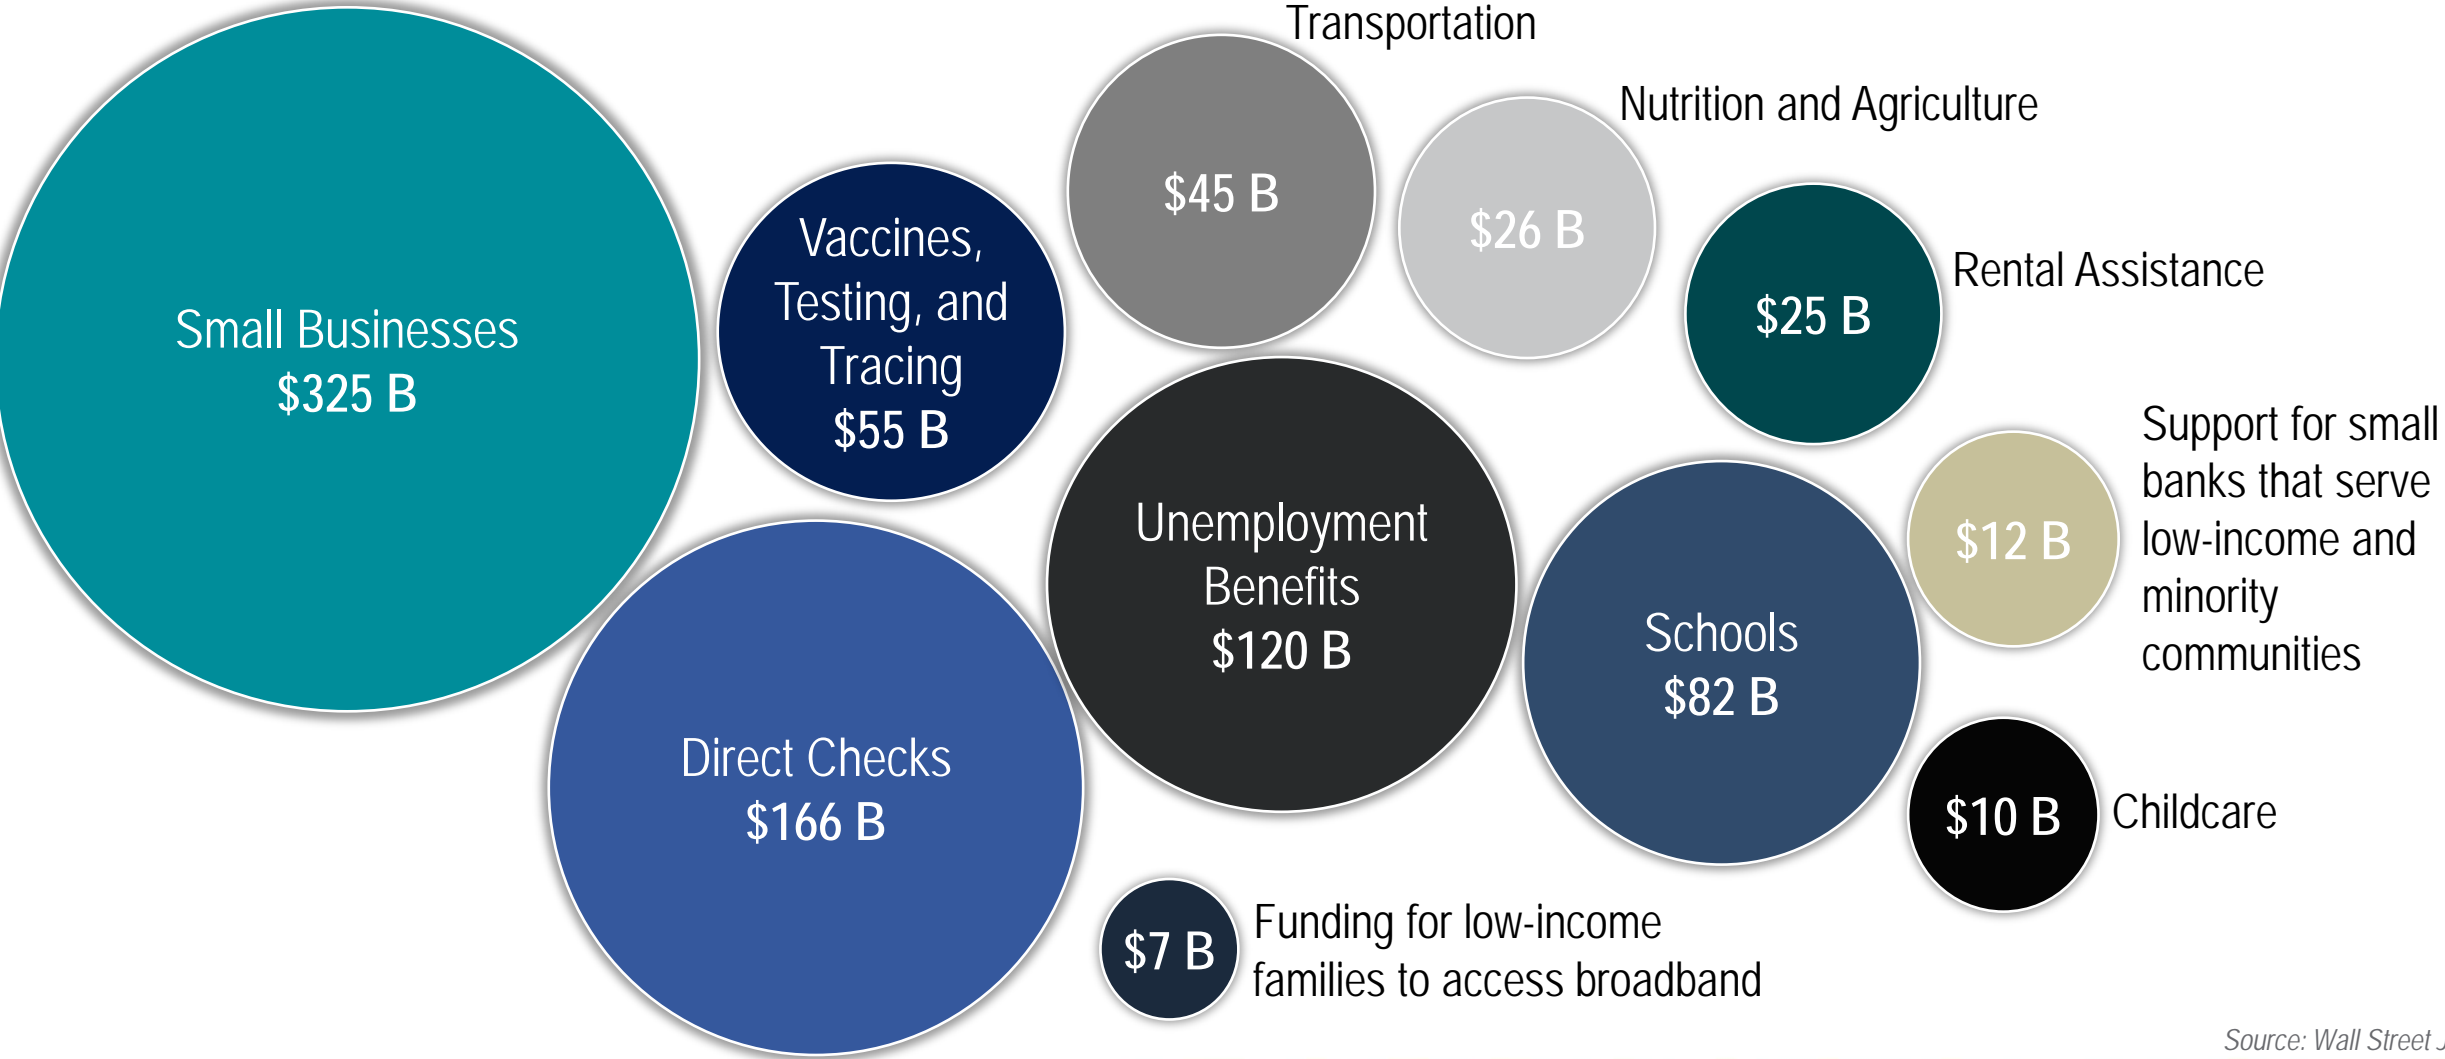 Transportation
Nutrition and Agriculture
$45 B
$26 B
Vaccines,
Testing, and
Tracing
$55 B
Rental Assistance
$25 B
Small Businesses
$325 B
Support for small
banks that serve
low-income and
minority
communities
$12 B
Unemployment
Benefits
$120 B
Schools
$82 B
Direct Checks
$166 B
$10 B
Childcare
$7 B
Funding for low-income
families to access broadband
Source: Wall Street J